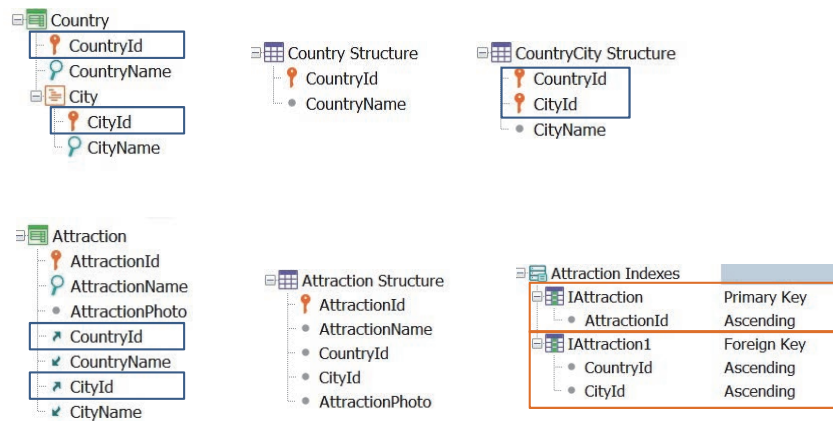 Country
CountryId
CountryName
City
CityId
CityName
Country Structure
CountryId
CountryName
CountryCity Structure
CountryId
CityId
CityName
Attraction
AttractionId
AttractionName
AttractionPhoto
CountryId
CountryName
CityId
CityName
Attraction Structure
AttractionId
AttractionName
CountryId
CityId
AttractionPhoto
Attraction Indexes
IAttraction Primary Key
AttractionId Ascending
IAttraction1 Foreign Key
CountryId Ascending
CityId Ascending